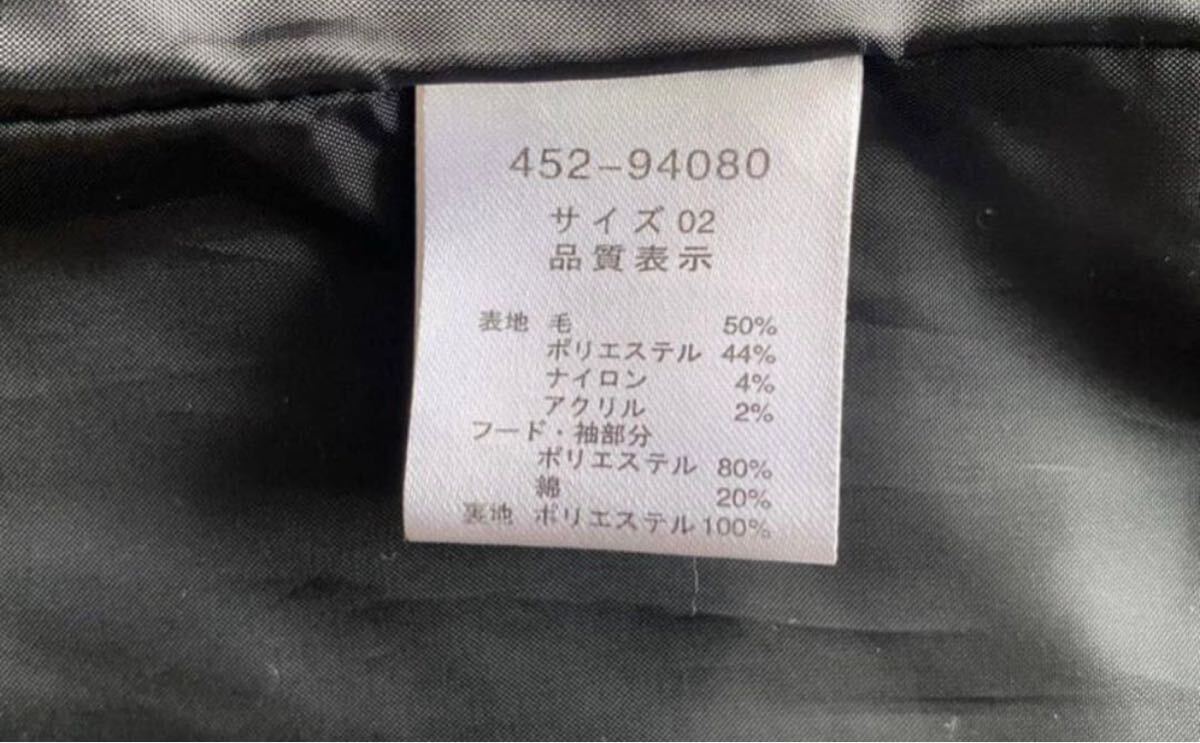 452-94080
サイズ02
品質表示
表地 毛 50%
ポリエステル 44%
ナイロン 4%
アクリル 2%
フード・袖部分
ポリエステル 80%
綿 20%
裏地 ポリエステル 100%